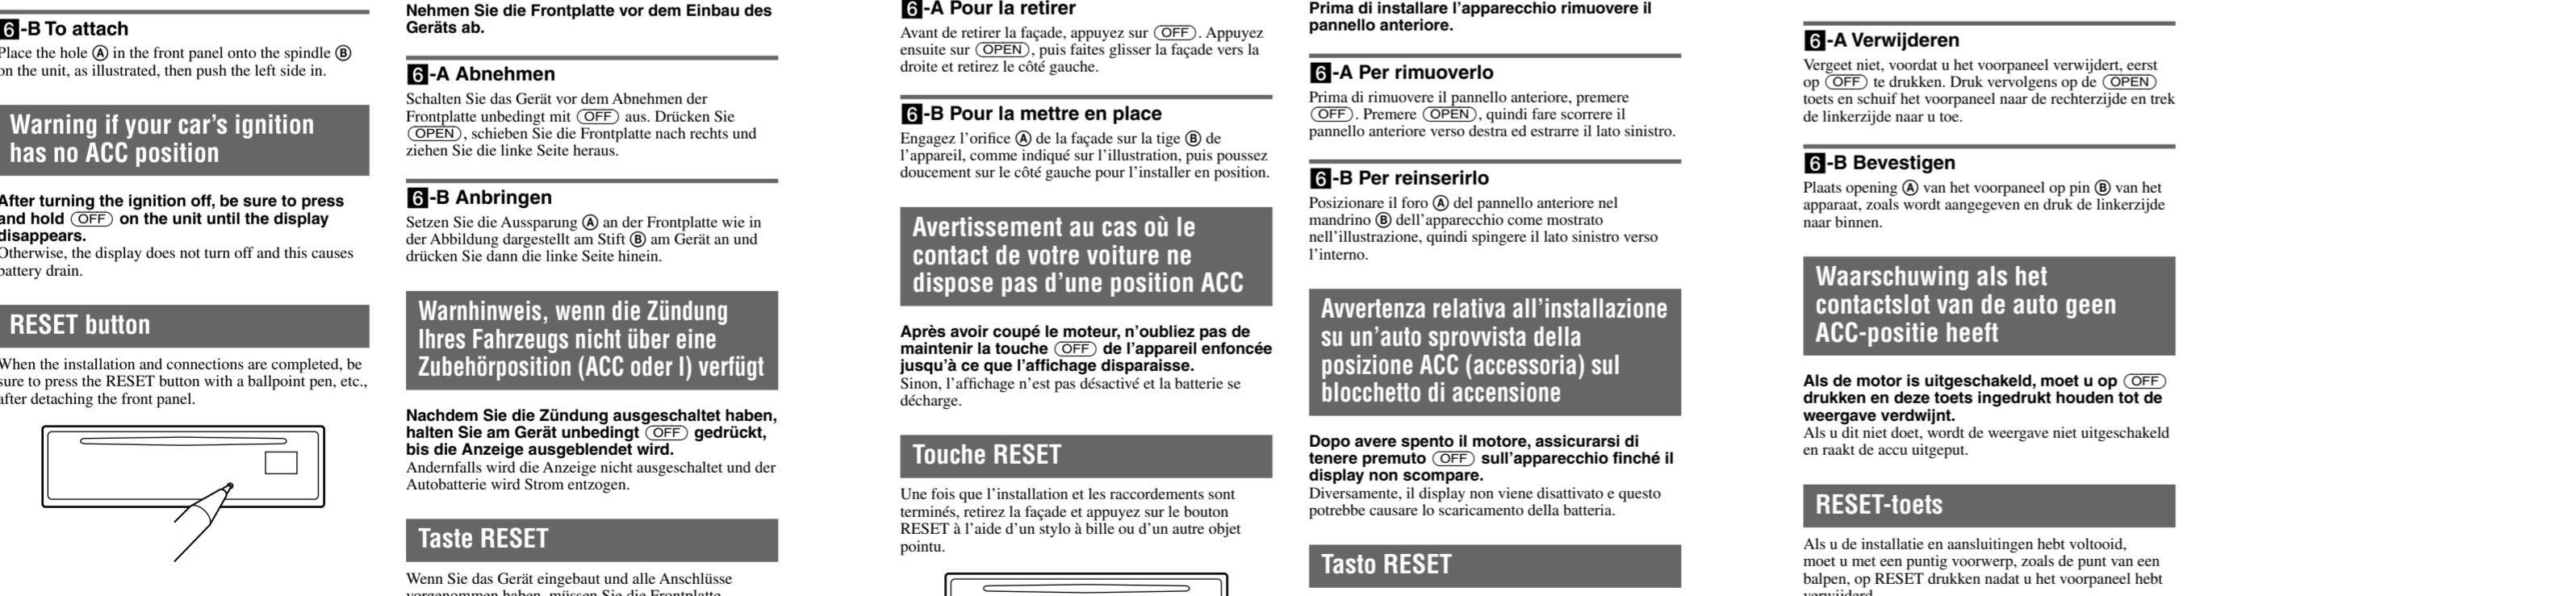 6-B To attach
Place the hole Ⓐ in the front panel onto the spindle Ⓑ
on the unit, as illustrated, then push the left side in.
Warning if your car’s ignition
has no ACC position
After turning the ignition off, be sure to press
and hold (OFF) on the unit until the display
disappears.
Otherwise, the display does not turn off and this causes
battery drain.
RESET button
When the installation and connections are completed, be
sure to press the RESET button with a ballpoint pen, etc.,
after detaching the front panel.
Nehmen Sie die Frontplatte vor dem Einbau des
Geräts ab.
6-A Abnehmen
Schalten Sie das Gerät vor dem Abnehmen der
Frontplatte unbedingt mit (OFF) aus. Drücken Sie
(OPEN), schieben Sie die Frontplatte nach rechts und
ziehen Sie die linke Seite heraus.
6-B Anbringen
Setzen Sie die Aussparung Ⓐ an der Frontplatte wie in
der Abbildung dargestellt am Stift Ⓑ am Gerät an und
drücken Sie dann die linke Seite hinein.
Warnhinweis, wenn die Zündung
Ihres Fahrzeugs nicht über eine
Zubehörposition (ACC oder I) verfügt
Nachdem Sie die Zündung ausgeschaltet haben,
halten Sie am Gerät unbedingt (OFF) gedrückt,
bis die Anzeige ausgeblendet wird.
Andernfalls wird die Anzeige nicht ausgeschaltet und der
Autobatterie wird Strom entzogen.
Taste RESET
Wenn Sie das Gerät eingebaut und alle Anschlüsse
vorgenommen haben, müssen Sie die Frontplatte
6-A Pour la retirer
Avant de retirer la façade, appuyez sur (OFF). Appuyez
ensuite sur (OPEN), puis faites glisser la façade vers la
droite et retirez le côté gauche.
6-B Pour la mettre en place
Engagez l’orifice Ⓐ de la façade sur la tige Ⓑ de
l’appareil, comme indiqué sur l’illustration, puis poussez
doucement sur le côté gauche pour l’installer en position.
Avertissement au cas où le
contact de votre voiture ne
dispose pas d’une position ACC
Après avoir coupé le moteur, n’oubliez pas de
maintenir la touche (OFF) de l’appareil enfoncée
jusqu’à ce que l’affichage disparaisse.
Sinon, l’affichage n’est pas désactivé et la batterie se
décharge.
Touche RESET
Une fois que l’installation et les raccordements sont
terminés, retirez la façade et appuyez sur le bouton
RESET à l’aide d’un stylo à bille ou d’un autre objet
pointu.
Prima di installare l’apparecchio rimuovere il
pannello anteriore.
6-A Per rimuoverlo
Prima di rimuovere il pannello anteriore, premere
(OFF). Premere (OPEN), quindi fare scorrere il
pannello anteriore verso destra ed estrarre il lato sinistro.
6-B Per reinserirlo
Posizionare il foro Ⓐ del pannello anteriore nel
mandrino Ⓑ dell’apparecchio come mostrato
nell’illustrazione, quindi spingere il lato sinistro verso
l’interno.
Avvertenza relativa all’installazione
su un’auto sprovvista della
posizione ACC (accessoria) sul
blocchetto di accensione
Dopo avere spento il motore, assicurarsi di
tenere premuto (OFF) sull’apparecchio finché il
display non scompare.
Diversamente, il display non viene disattivato e questo
potrebbe causare lo scaricamento della batteria.
Tasto RESET
6-A Verwijderen
Vergeet niet, voordat u het voorpaneel verwijdert, eerst
op (OFF) te drukken. Druk vervolgens op de (OPEN)
toets en schuif het voorpaneel naar de rechterzijde en trek
de linkerzijde naar u toe.
6-B Bevestigen
Plaats opening Ⓐ van het voorpaneel op pin Ⓑ van het
apparaat, zoals wordt aangegeven en druk de linkerzijde
naar binnen.
Waarschuwing als het
contactslot van de auto geen
ACC-positie heeft
Als de motor is uitgeschakeld, moet u op (OFF)
drukken en deze toets ingedrukt houden tot de
weergave verdwijnt.
Als u dit niet doet, wordt de weergave niet uitgeschakeld
en raakt de accu uitgeput.
RESET-toets
Als u de installatie en aansluitingen hebt voltooid,
moet u met een puntig voorwerp, zoals de punt van een
balpen, op RESET drukken nadat u het voorpaneel hebt
verwijderd.